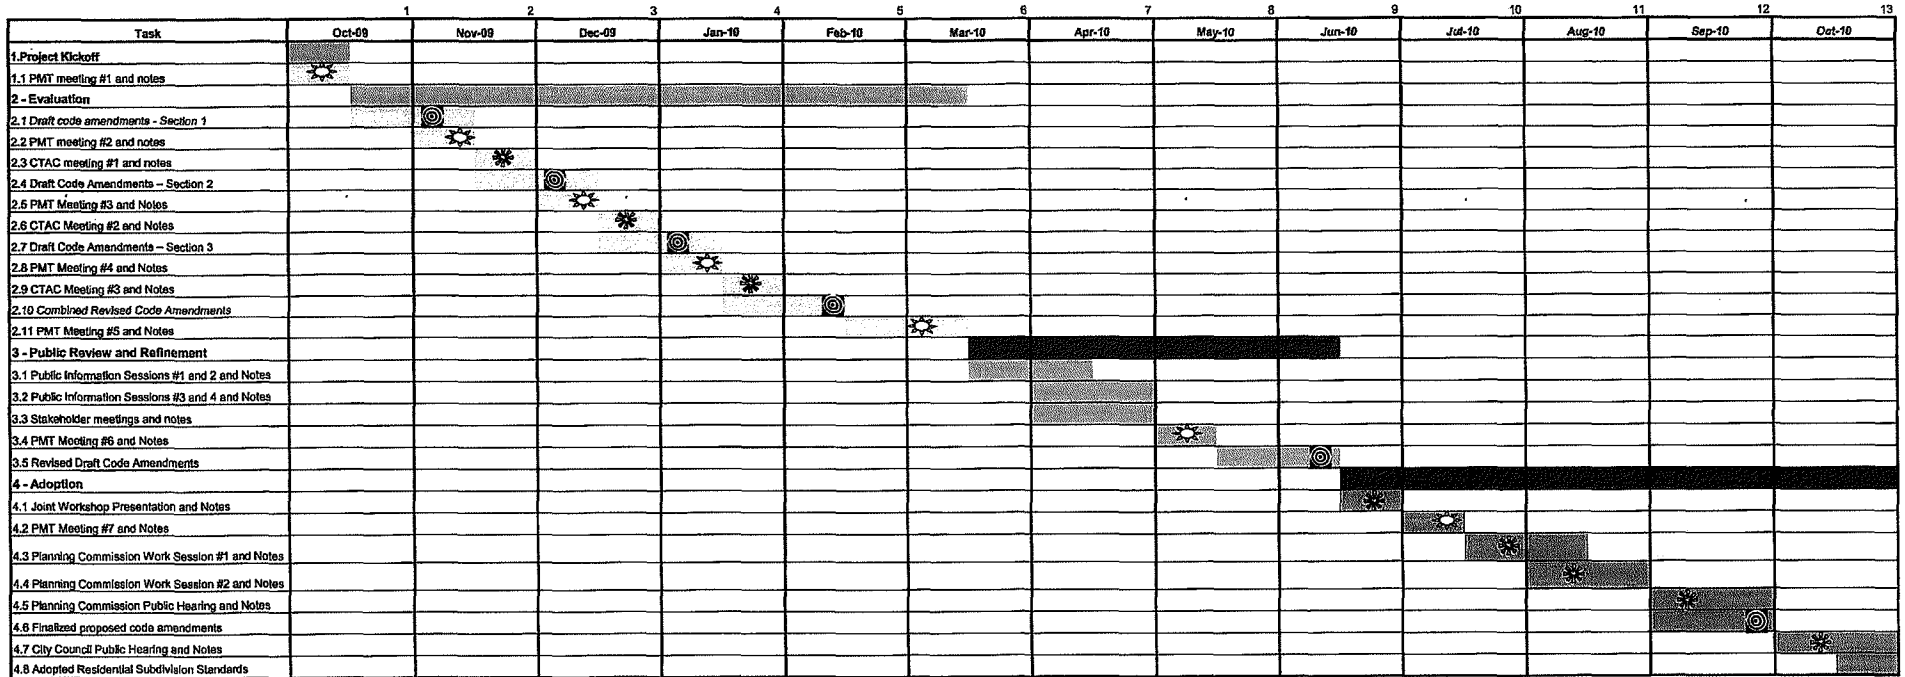 1 2 3 4 5 6 7 8 9 10 11 12 13
Task Oct-09 Nov-09 Dec-09 Jan-10 Feb-10 Mar-10 Apr-10 May-10 Jun-10 Jul-10 Aug-10 Sep-10 Oct-10
1.Project Kickoff
1.1 PMT meeting #1 and notes
2 - Evaluation
2.1 Draft code amendments - Section 1
2.2 PMT meeting #2 and notes
2.3 CTAC meeting #1 and notes
2.4 Draft Code Amendments – Section 2
2.5 PMT Meeting #3 and Notes
2.6 CTAC Meeting #2 and Notes
2.7 Draft Code Amendments – Section 3
2.8 PMT Meeting #4 and Notes
2.9 CTAC Meeting #3 and Notes
2.10 Combined Revised Code Amendments
2.11 PMT Meeting #5 and Notes
3 - Public Review and Refinement
3.1 Public Information Sessions #1 and 2 and Notes
3.2 Public Information Sessions #3 and 4 and Notes
3.3 Stakeholder meetings and notes
3.4 PMT Meeting #6 and Notes
3.5 Revised Draft Code Amendments
4 - Adoption
4.1 Joint Workshop Presentation and Notes
4.2 PMT Meeting #7 and Notes
4.3 Planning Commission Work Session #1 and Notes
4.4 Planning Commission Work Session #2 and Notes
4.5 Planning Commission Public Hearing and Notes
4.6 Finalized proposed code amendments
4.7 City Council Public Hearing and Notes
4.8 Adopted Residential Subdivision Standards